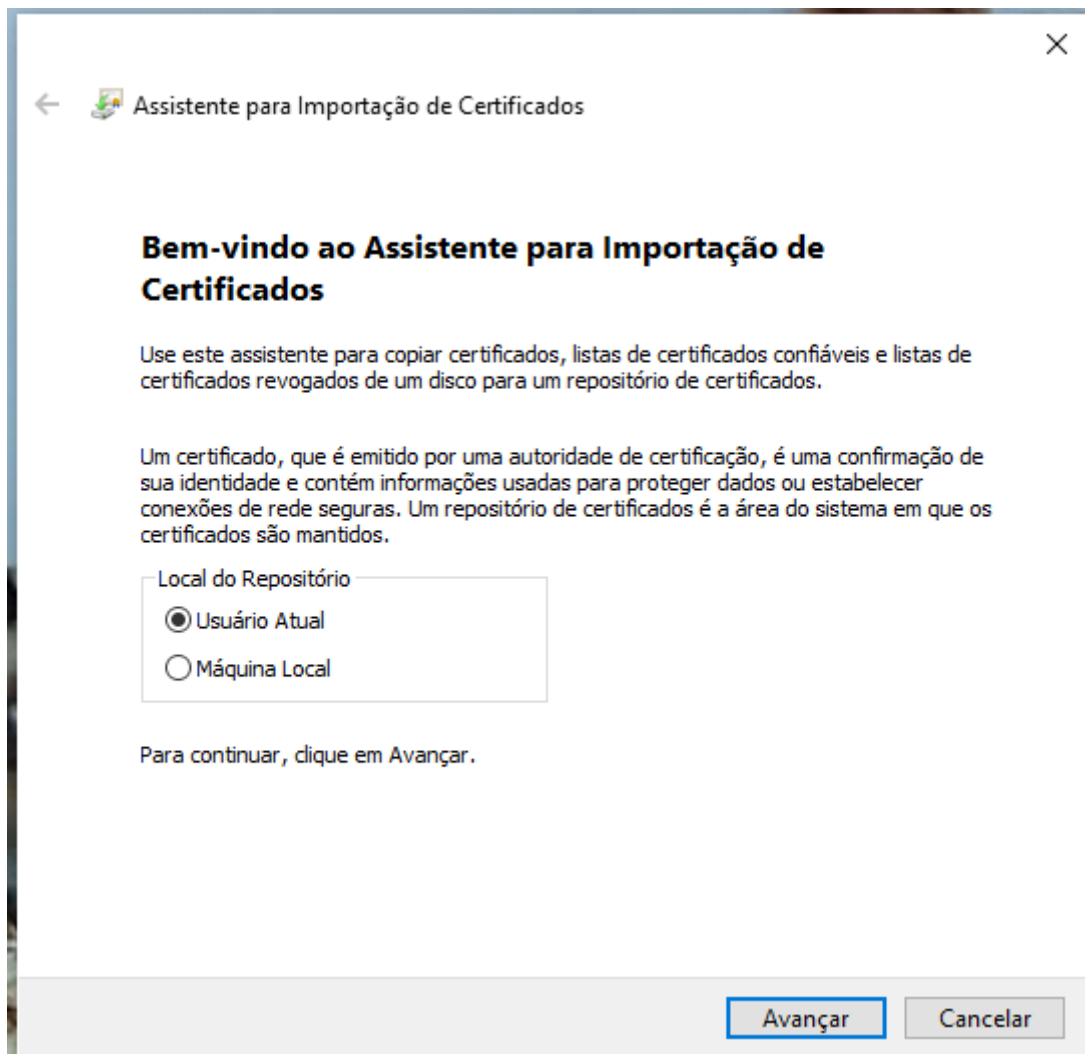 Assistente para Importação de Certificados
Bem-vindo ao Assistente para Importação de
Certificados
Use este assistente para copiar certificados, listas de certificados confiáveis e listas de
certificados revogados de um disco para um repositório de certificados.
Um certificado, que é emitido por uma autoridade de certificação, é uma confirmação de
sua identidade e contém informações usadas para proteger dados ou estabelecer
conexões de rede seguras. Um repositório de certificados é a área do sistema em que os
certificados são mantidos.
Local do Repositório
Usuário Atual
Máquina Local
Para continuar, clique em Avançar.
Avançar
Cancelar